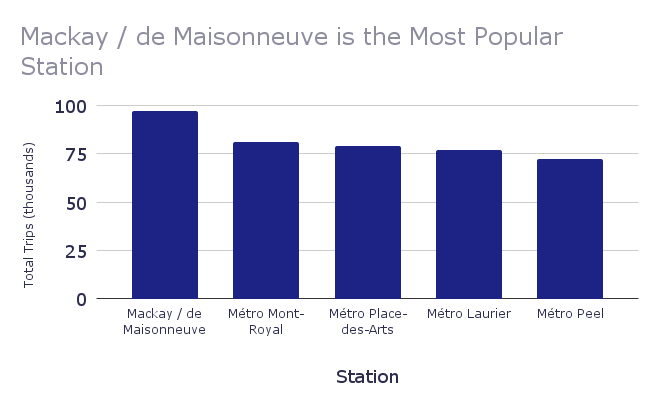 Mackay / de Maisonneuve is the Most Popular
Station
Total Trips (thousands)
100
75
50
25
0
Mackay / de
Maisonneuve
Métro Mont-
Royal
Métro Place-
des-Arts
Métro Laurier
Métro Peel
Station